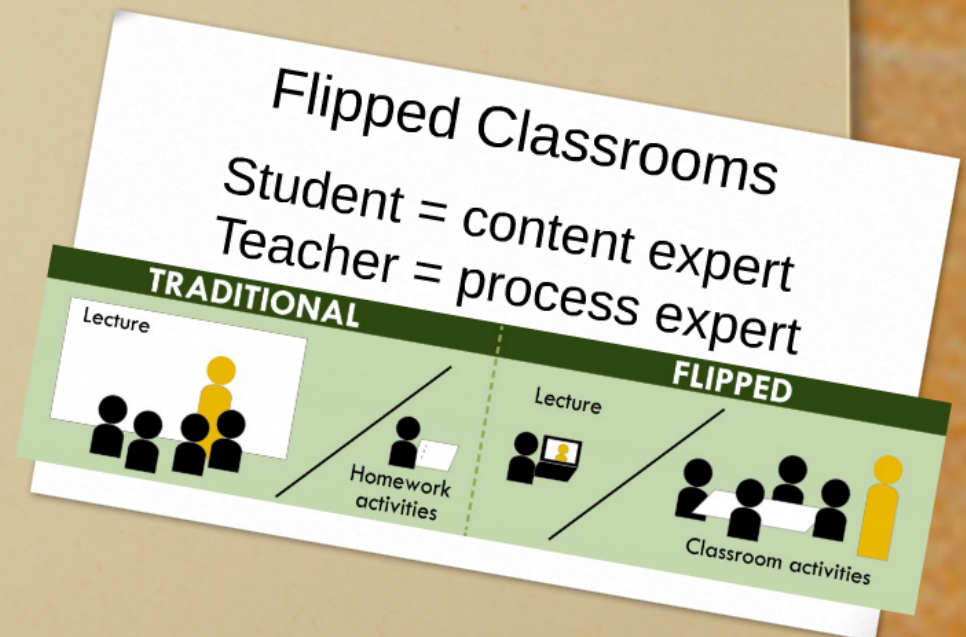 Flipped Classrooms
Student = content expert
Teacher = process expert
TRADITIONAL
Lecture
Homework
activities
FLIPPED
Lecture
Classroom activities